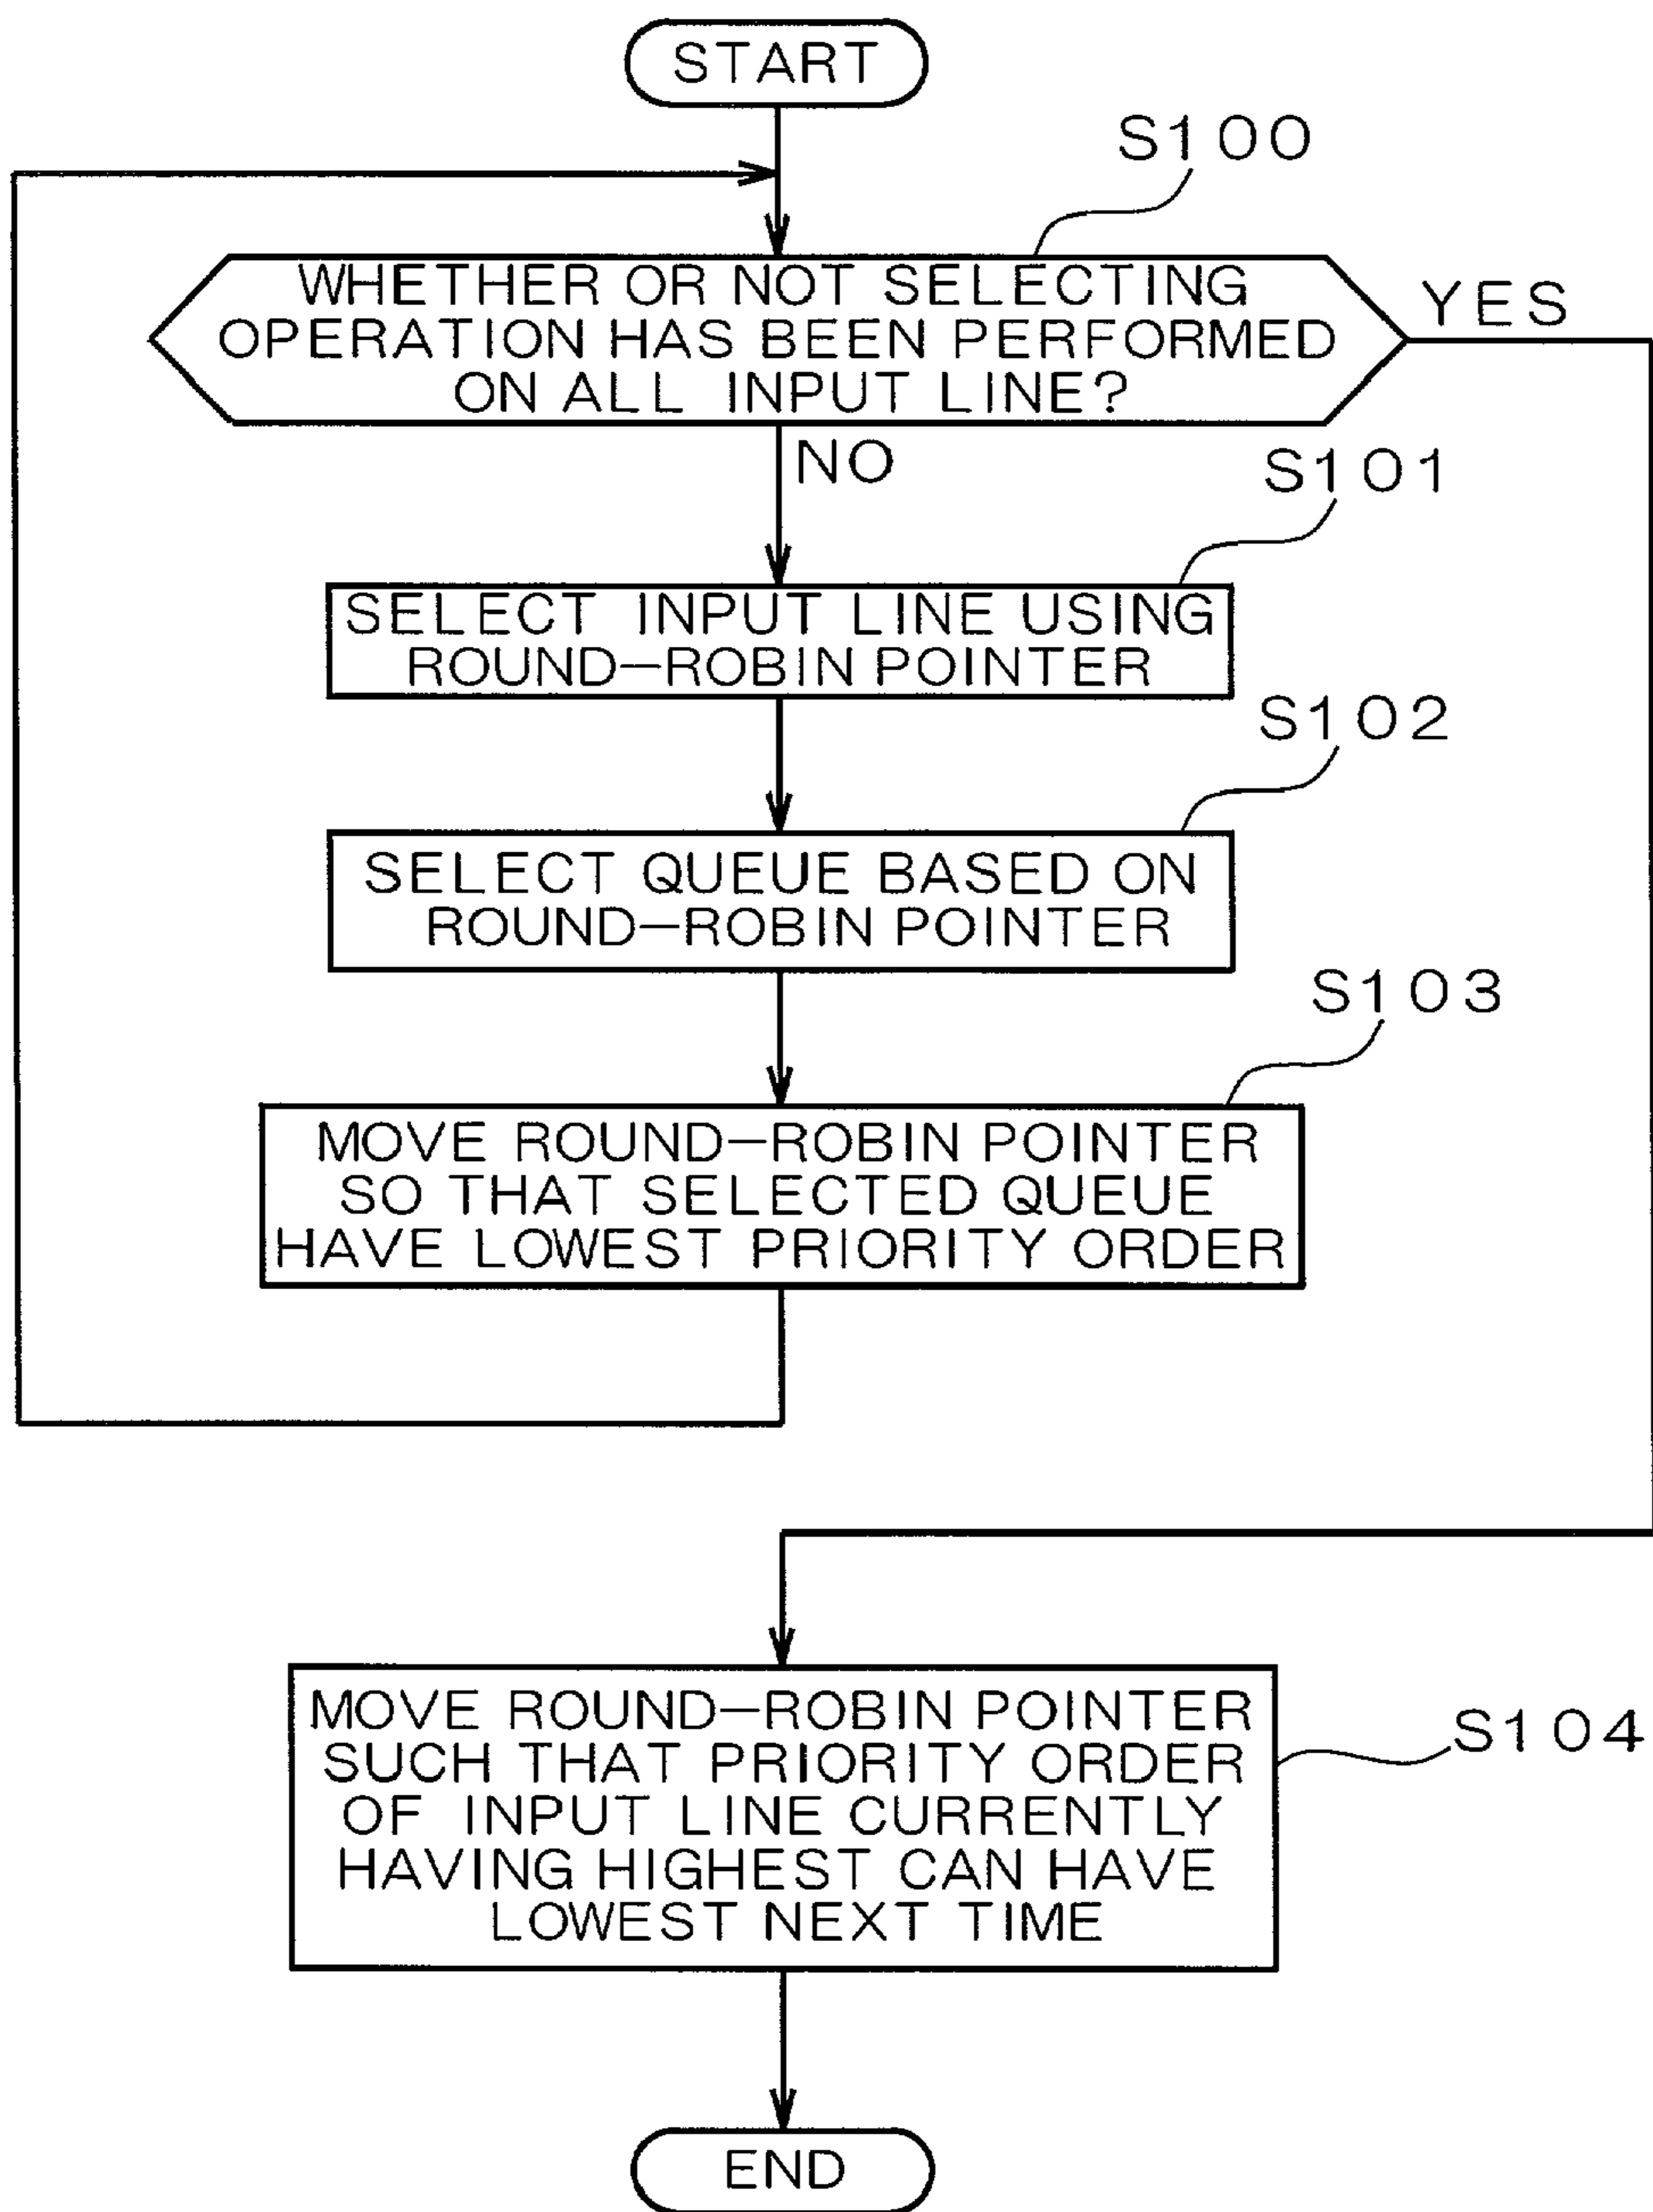 START
S100
WHETHER OR NOT SELECTING
OPERATION HAS BEEN PERFORMED
ON ALL INPUT LINE?
YES
NO
S101
SELECT INPUT LINE USING
ROUND-ROBIN POINTER
S102
SELECT QUEUE BASED ON
ROUND-ROBIN POINTER
S103
MOVE ROUND-ROBIN POINTER
SO THAT SELECTED QUEUE
HAVE LOWEST PRIORITY ORDER
MOVE ROUND-ROBIN POINTER
SUCH THAT PRIORITY ORDER
OF INPUT LINE CURRENTLY
HAVING HIGHEST CAN HAVE
LOWEST NEXT TIME
S104
END